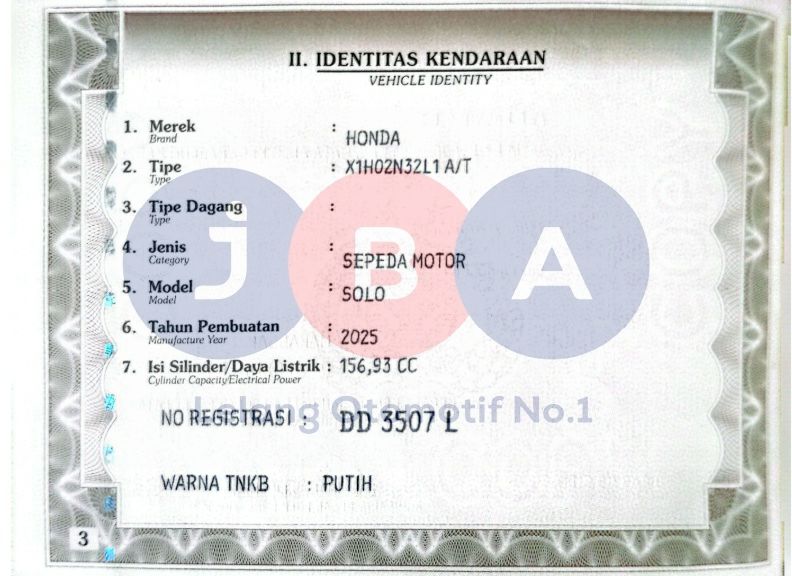 II. IDENTITAS KENDARAAN
VEHICLE IDENTITY
1. Merek : HONDA
Brand
2. Tipe : X1H02N32L1 A/T
Type
3. Tipe Dagang :
Type
4. Jenis : SEPEDA MOTOR
Category
5. Model : SOLO
Model
6. Tahun Pembuatan : 2025
Manufacture Year
7. Isi Silinder/Daya Listrik : 156,93 CC
Cylinder Capacity/Electrical Power
NO REGISTRASI : DD 3507 L
WARNA TNKB : PUTIH
3
JBA
Lelang Otomotif No.1